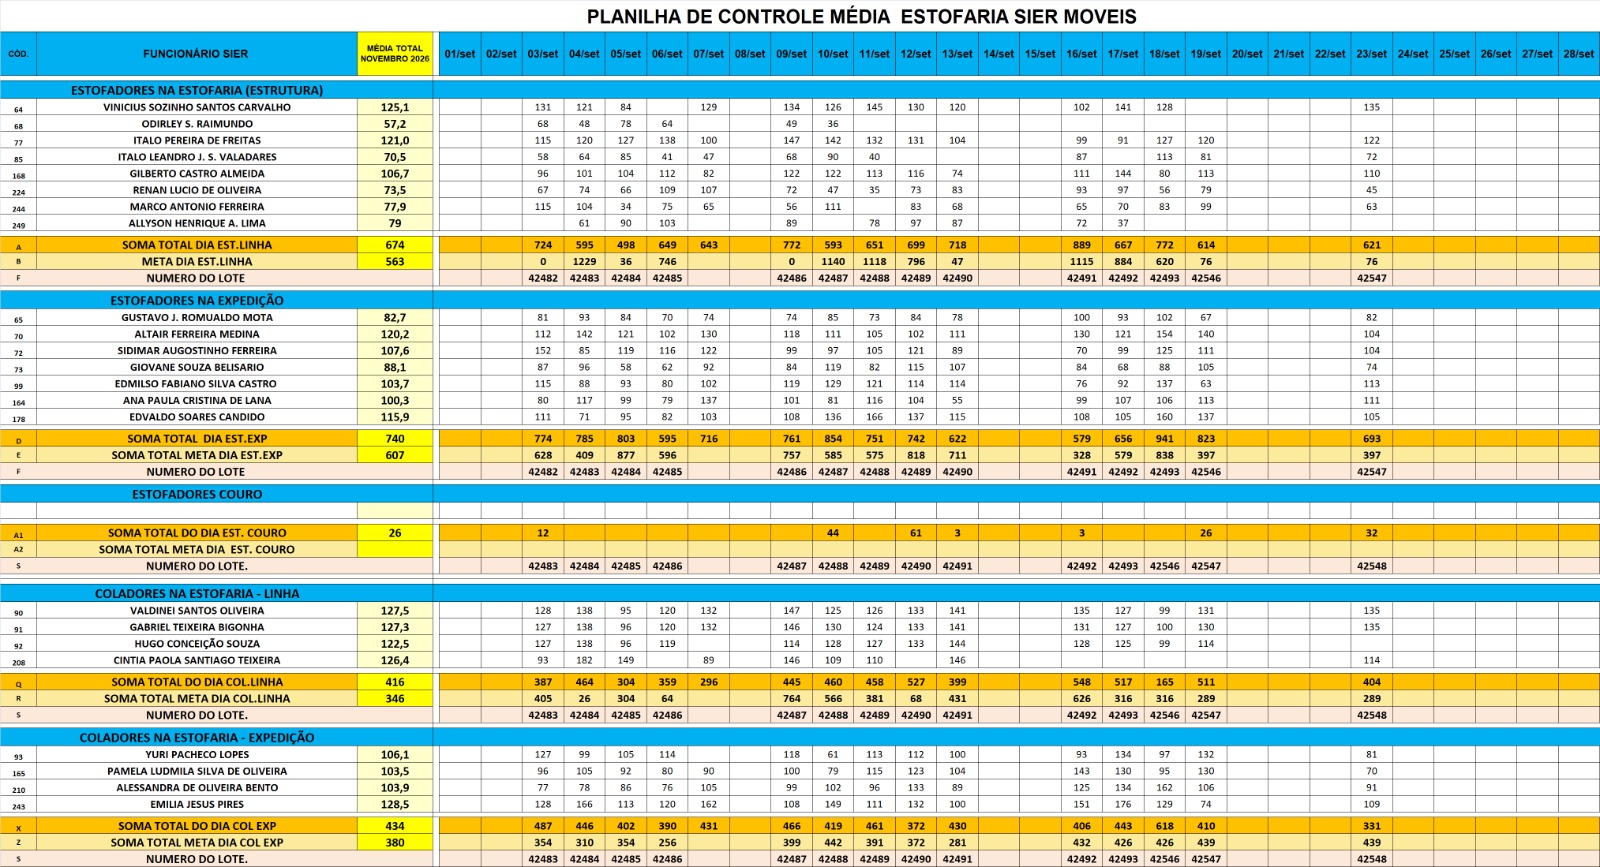 PLANILHA DE CONTROLE MÉDIA ESTOFARIA SIER MOVEIS
CÓD. FUNCIONÁRIO SIER MÉDIA TOTAL NOVEMBRO 2026 01/set 02/set 03/set 04/set 05/set 06/set 07/set 08/set 09/set 10/set 11/set 12/set 13/set 14/set 15/set 16/set 17/set 18/set 19/set 20/set 21/set 22/set 23/set 24/set 25/set 26/set 27/set 28/set
ESTOFADORES NA ESTOFARIA (ESTRUTURA)
64 VINICIUS SOZINHO SANTOS CARVALHO 125,1 131 121 84 129 134 126 145 130 120 102 141 128 135
68 ODIRLEY S. RAIMUNDO 57,2 68 48 78 64 49 36
77 ITALO PEREIRA DE FREITAS 121,0 115 120 127 138 100 147 142 132 131 104 99 91 127 120 122
85 ITALO LEANDRO J. S. VALADARES 70,5 58 64 85 41 47 68 90 40 87 113 81 72
168 GILBERTO CASTRO ALMEIDA 106,7 96 101 104 112 82 122 122 113 116 74 111 144 80 113 110
224 RENAN LUCIO DE OLIVEIRA 73,5 67 74 66 109 107 72 47 35 73 83 93 97 56 79 45
244 MARCO ANTONIO FERREIRA 77,9 115 104 34 75 65 56 111 83 68 65 70 83 99 63
249 ALLYSON HENRIQUE A. LIMA 79 61 90 103 89 78 97 87 72 37
A SOMA TOTAL DIA EST.LINHA 674 724 595 498 649 643 772 593 651 699 718 889 667 772 614 621
B META DIA EST.LINHA 563 0 1229 36 746 0 1140 1118 796 47 1115 884 620 76 76
F NUMERO DO LOTE 42482 42483 42484 42485 42486 42487 42488 42489 42490 42491 42492 42493 42546 42547
ESTOFADORES NA EXPEDIÇÃO
65 GUSTAVO J. ROMUALDO MOTA 82,7 81 93 84 70 74 74 85 73 84 78 100 93 102 67 82
70 ALTAIR FERREIRA MEDINA 120,2 112 142 121 102 130 118 111 105 102 111 130 121 154 140 104
72 SIDIMAR AUGOSTINHO FERREIRA 107,6 152 85 119 116 122 99 97 105 121 89 70 99 125 111 104
73 GIOVANE SOUZA BELISARIO 88,1 87 96 58 62 92 84 119 82 115 107 84 68 88 105 74
99 EDMILSO FABIANO SILVA CASTRO 103,7 115 88 93 80 102 119 129 121 114 114 76 92 137 63 113
164 ANA PAULA CRISTINA DE LANA 100,3 80 117 99 79 137 101 81 116 104 55 99 107 106 113 111
178 EDVALDO SOARES CANDIDO 115,9 111 71 95 82 103 108 136 166 137 115 108 105 160 137 105
D SOMA TOTAL DIA EST.EXP 740 774 785 803 595 716 761 854 751 742 622 579 656 941 823 693
E SOMA TOTAL META DIA EST.EXP 607 628 409 877 596 757 585 575 818 711 328 579 838 397 397
F NUMERO DO LOTE 42482 42483 42484 42485 42486 42487 42488 42489 42490 42491 42492 42493 42546 42547
ESTOFADORES COURO
A1 SOMA TOTAL DO DIA EST. COURO 26 12 44 61 3 3 26 32
A2 SOMA TOTAL META DIA EST. COURO
S NUMERO DO LOTE. 42483 42484 42485 42486 42487 42488 42489 42490 42491 42492 42493 42546 42547 42548
COLADORES NA ESTOFARIA - LINHA
90 VALDINEI SANTOS OLIVEIRA 127,5 128 138 95 120 132 147 125 126 133 141 135 127 99 131 135
91 GABRIEL TEIXEIRA BIGONHA 127,3 127 138 96 120 132 146 130 124 133 141 131 127 100 130 135
92 HUGO CONCEIÇÃO SOUZA 122,5 127 138 96 119 114 128 127 133 144 128 125 99 114
208 CINTIA PAOLA SANTIAGO TEIXEIRA 126,4 93 182 149 89 146 109 110 146 114
Q SOMA TOTAL DO DIA COL.LINHA 416 387 464 304 359 296 445 460 458 527 399 548 517 165 511 404
R SOMA TOTAL META DIA COL.LINHA 346 405 26 304 64 764 566 381 68 431 626 316 316 289 289
S NUMERO DO LOTE. 42483 42484 42485 42486 42487 42488 42489 42490 42491 42492 42493 42546 42547 42548
COLADORES NA ESTOFARIA - EXPEDIÇÃO
93 YURI PACHECO LOPES 106,1 127 99 105 114 118 61 113 112 100 93 134 97 132 81
165 PAMELA LUDMILA SILVA DE OLIVEIRA 103,5 96 105 92 80 90 100 79 115 123 104 143 130 95 130 70
210 ALESSANDRA DE OLIVEIRA BENTO 103,9 77 78 86 76 105 99 102 96 133 89 125 134 162 106 91
243 EMILIA JESUS PIRES 128,5 128 166 113 120 162 108 149 111 132 100 151 176 129 74 109
X SOMA TOTAL DO DIA COL EXP 434 487 446 402 390 431 466 419 461 372 430 406 443 618 410 331
Z SOMA TOTAL META DIA COL EXP 380 354 310 354 256 399 442 391 372 281 432 426 426 439 439
S NUMERO DO LOTE. 42483 42484 42485 42486 42487 42488 42489 42490 42491 42492 42493 42546 42547 42548